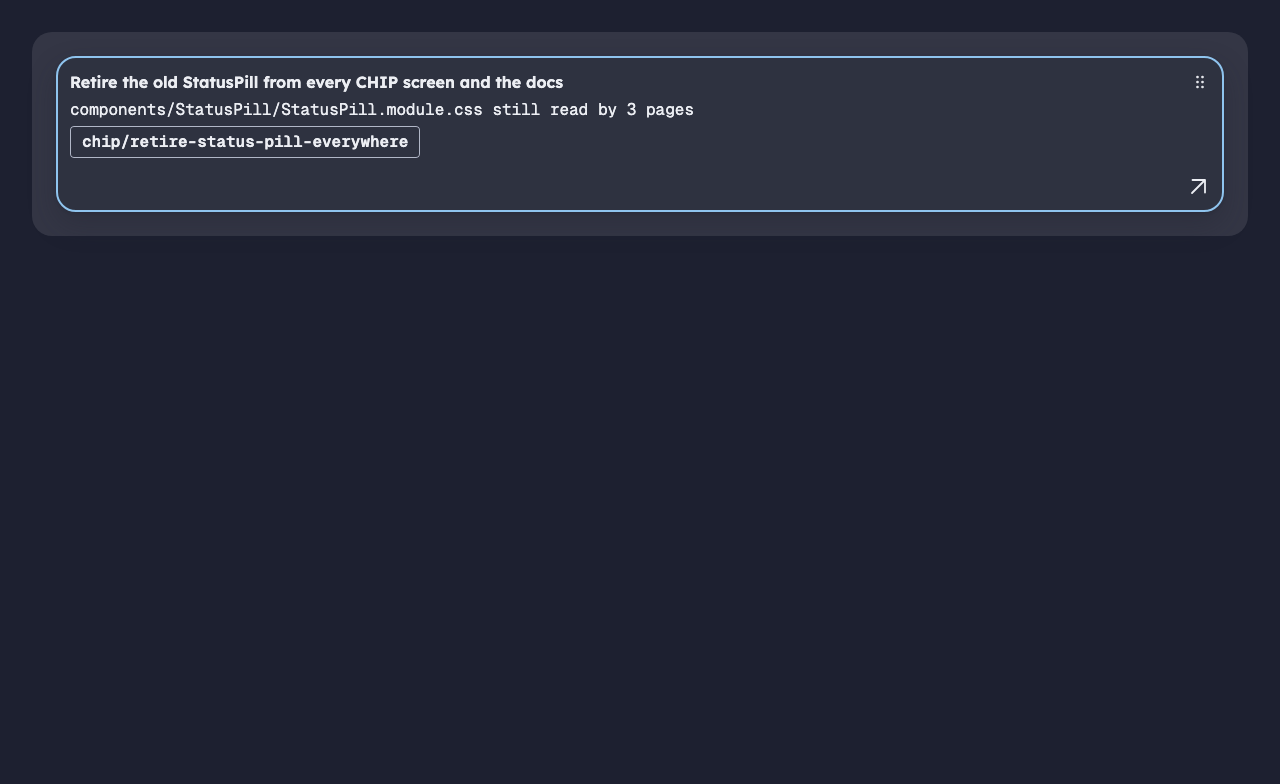 Retire the old StatusPill from every CHIP screen and the docs
components/StatusPill/StatusPill.module.css still read by 3 pages
chip/retire-status-pill-everywhere